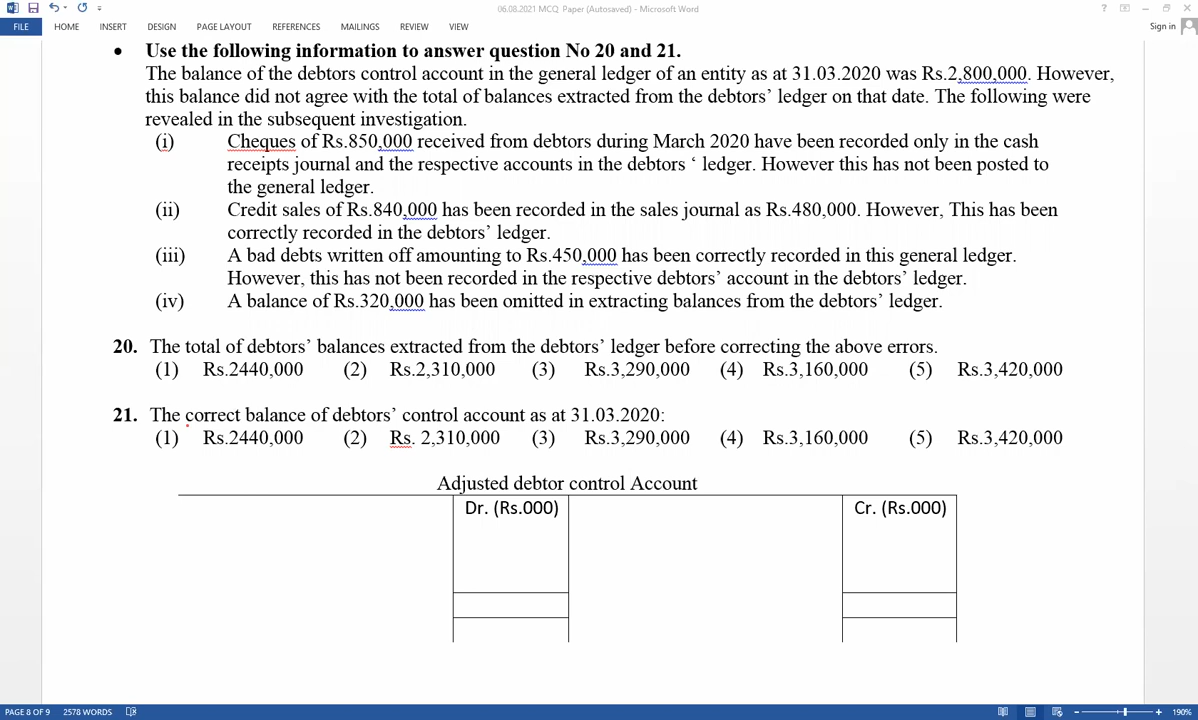 06.08.2021 MCQ Paper (Autosaved) - Microsoft Word
FILE HOME INSERT DESIGN PAGE LAYOUT REFERENCES MAILINGS REVIEW VIEW Sign in
• Use the following information to answer question No 20 and 21.
The balance of the debtors control account in the general ledger of an entity as at 31.03.2020 was Rs.2,800,000. However,
this balance did not agree with the total of balances extracted from the debtors’ ledger on that date. The following were
revealed in the subsequent investigation.
(i) Cheques of Rs.850,000 received from debtors during March 2020 have been recorded only in the cash
receipts journal and the respective accounts in the debtors ‘ ledger. However this has not been posted to
the general ledger.
(ii) Credit sales of Rs.840,000 has been recorded in the sales journal as Rs.480,000. However, This has been
correctly recorded in the debtors’ ledger.
(iii) A bad debts written off amounting to Rs.450,000 has been correctly recorded in this general ledger.
However, this has not been recorded in the respective debtors’ account in the debtors’ ledger.
(iv) A balance of Rs.320,000 has been omitted in extracting balances from the debtors’ ledger.
20. The total of debtors’ balances extracted from the debtors’ ledger before correcting the above errors.
(1) Rs.2440,000 (2) Rs.2,310,000 (3) Rs.3,290,000 (4) Rs.3,160,000 (5) Rs.3,420,000
21. The correct balance of debtors’ control account as at 31.03.2020:
(1) Rs.2440,000 (2) Rs. 2,310,000 (3) Rs.3,290,000 (4) Rs.3,160,000 (5) Rs.3,420,000
Adjusted debtor control Account
Dr. (Rs.000) Cr. (Rs.000)
PAGE 8 OF 9 2578 WORDS 190%